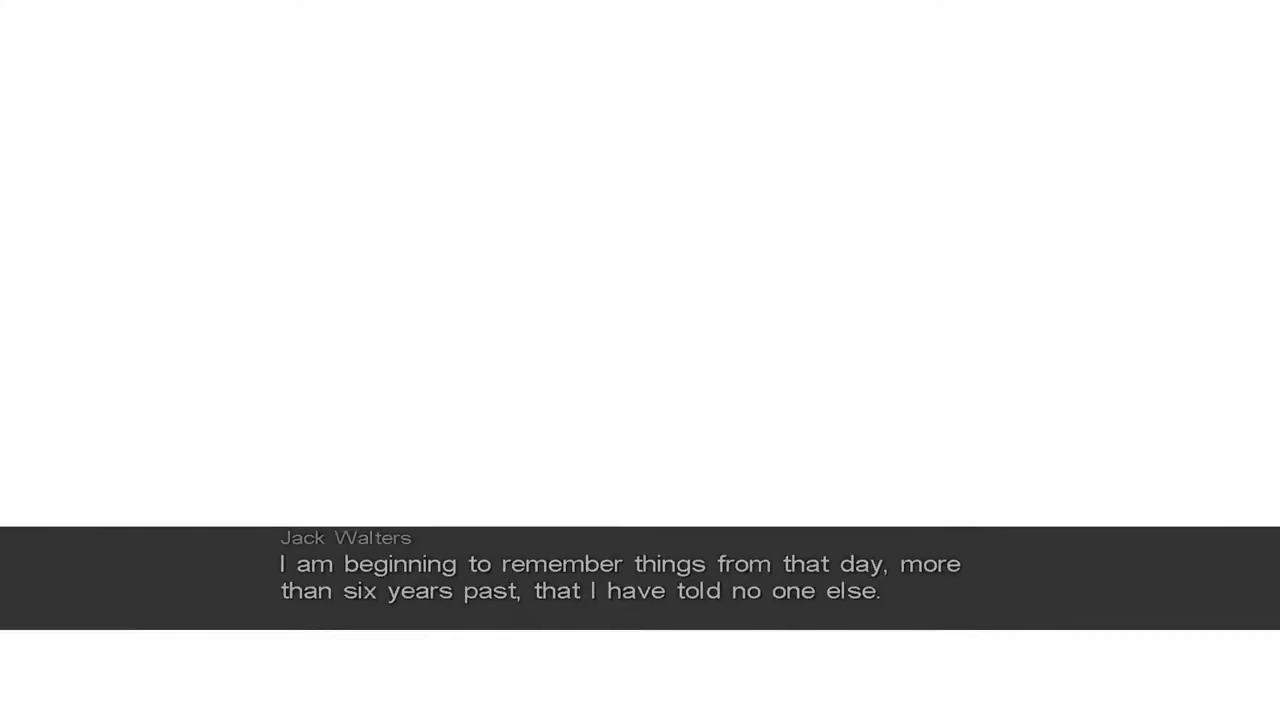 Jack Walters
I am beginning to remember things from that day, more
than six years past, that I have told no one else.